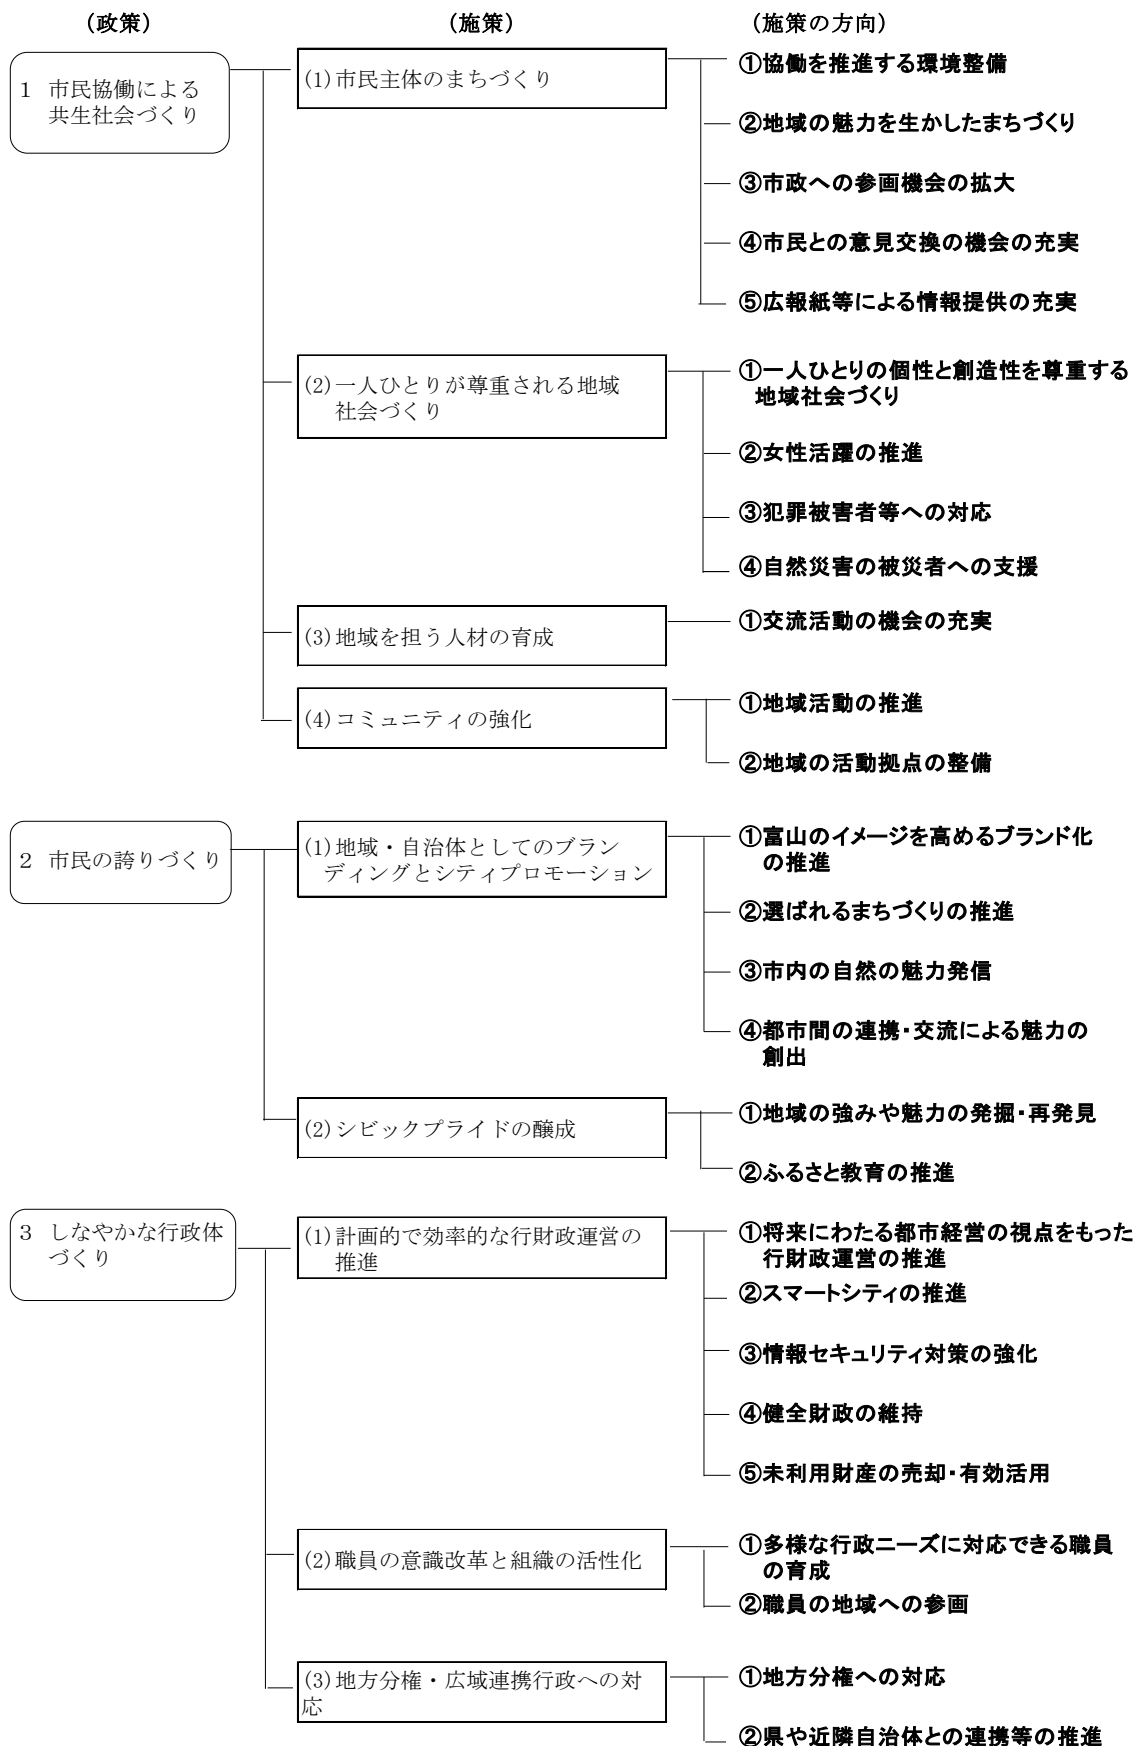 (政策)
(施策)
(施策の方向)
1 市民協働による
共生社会づくり
(1)市民主体のまちづくり
①協働を推進する環境整備
②地域の魅力を生かしたまちづくり
③市政への参画機会の拡大
④市民との意見交換の機会の充実
⑤広報紙等による情報提供の充実
(2)一人ひとりが尊重される地域
社会づくり
①一人ひとりの個性と創造性を尊重する
地域社会づくり
②女性活躍の推進
③犯罪被害者等への対応
④自然災害の被災者への支援
(3)地域を担う人材の育成
①交流活動の機会の充実
(4)コミュニティの強化
①地域活動の推進
②地域の活動拠点の整備
2 市民の誇りづくり
(1)地域・自治体としてのブラン
ディングとシティプロモーション
①富山のイメージを高めるブランド化
の推進
②選ばれるまちづくりの推進
③市内の自然の魅力発信
④都市間の連携・交流による魅力の
創出
(2)シビックプライドの醸成
①地域の強みや魅力の発掘・再発見
②ふるさと教育の推進
3 しなやかな行政体
づくり
(1)計画的で効率的な行財政運営の
推進
①将来にわたる都市経営の視点をもった
行財政運営の推進
②スマートシティの推進
③情報セキュリティ対策の強化
④健全財政の維持
⑤未利用財産の売却・有効活用
(2)職員の意識改革と組織の活性化
①多様な行政ニーズに対応できる職員
の育成
②職員の地域への参画
(3)地方分権・広域連携行政への対
応
①地方分権への対応
②県や近隣自治体との連携等の推進